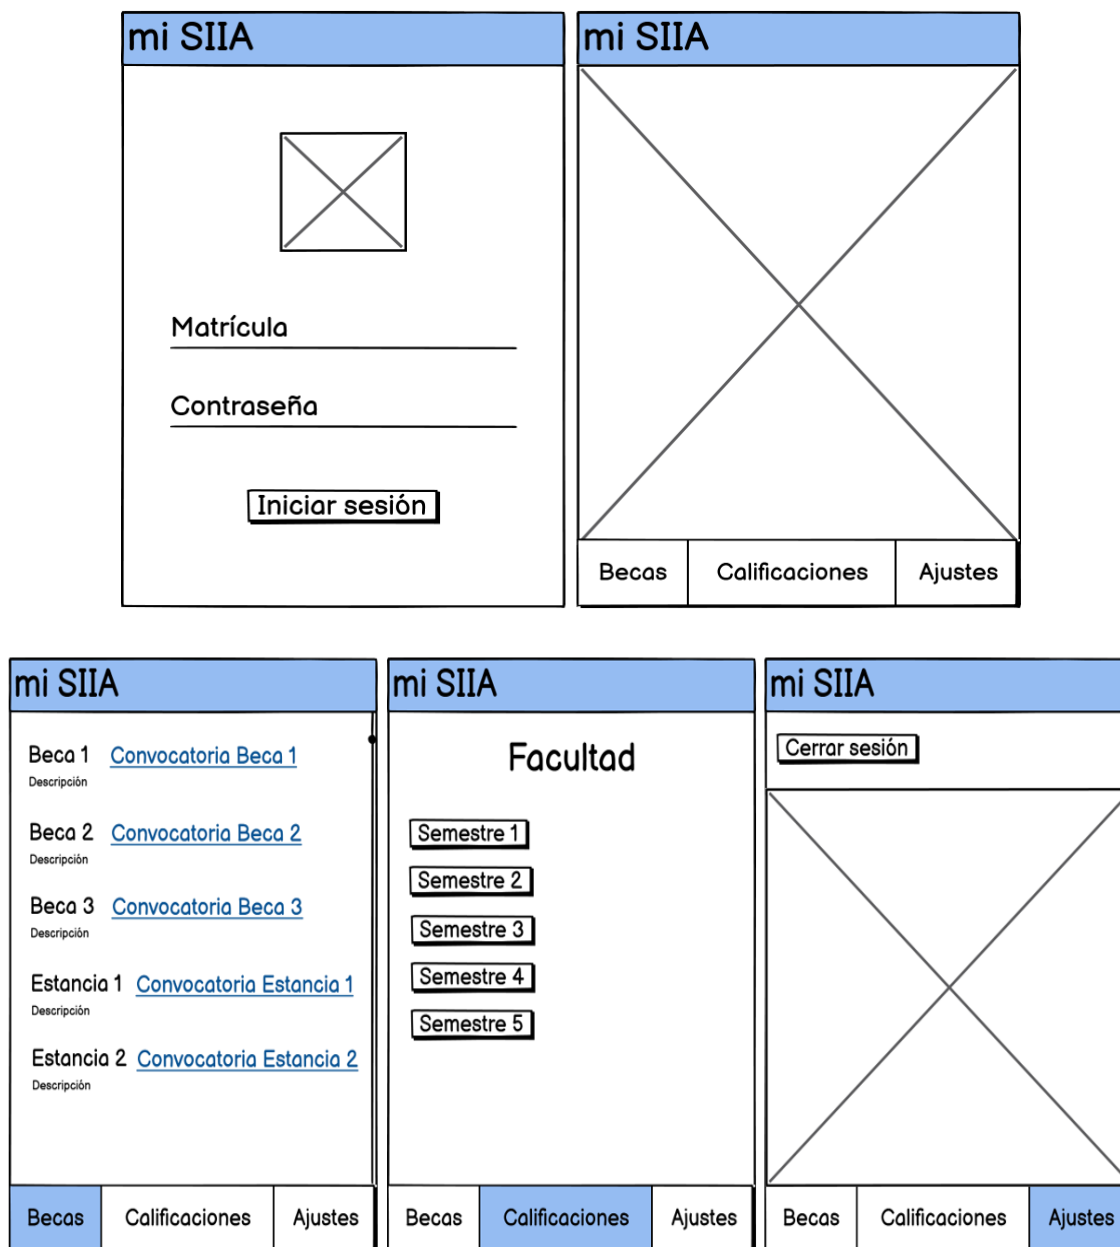 mi SIIA
Matrícula
Contraseña
Iniciar sesión
mi SIIA
Becas Calificaciones Ajustes
mi SIIA
Beca 1 Convocatoria Beca 1
Descripción
Beca 2 Convocatoria Beca 2
Descripción
Beca 3 Convocatoria Beca 3
Descripción
Estancia 1 Convocatoria Estancia 1
Descripción
Estancia 2 Convocatoria Estancia 2
Descripción
Becas Calificaciones Ajustes
mi SIIA
Facultad
Semestre 1
Semestre 2
Semestre 3
Semestre 4
Semestre 5
Becas Calificaciones Ajustes
mi SIIA
Cerrar sesión
Becas Calificaciones Ajustes